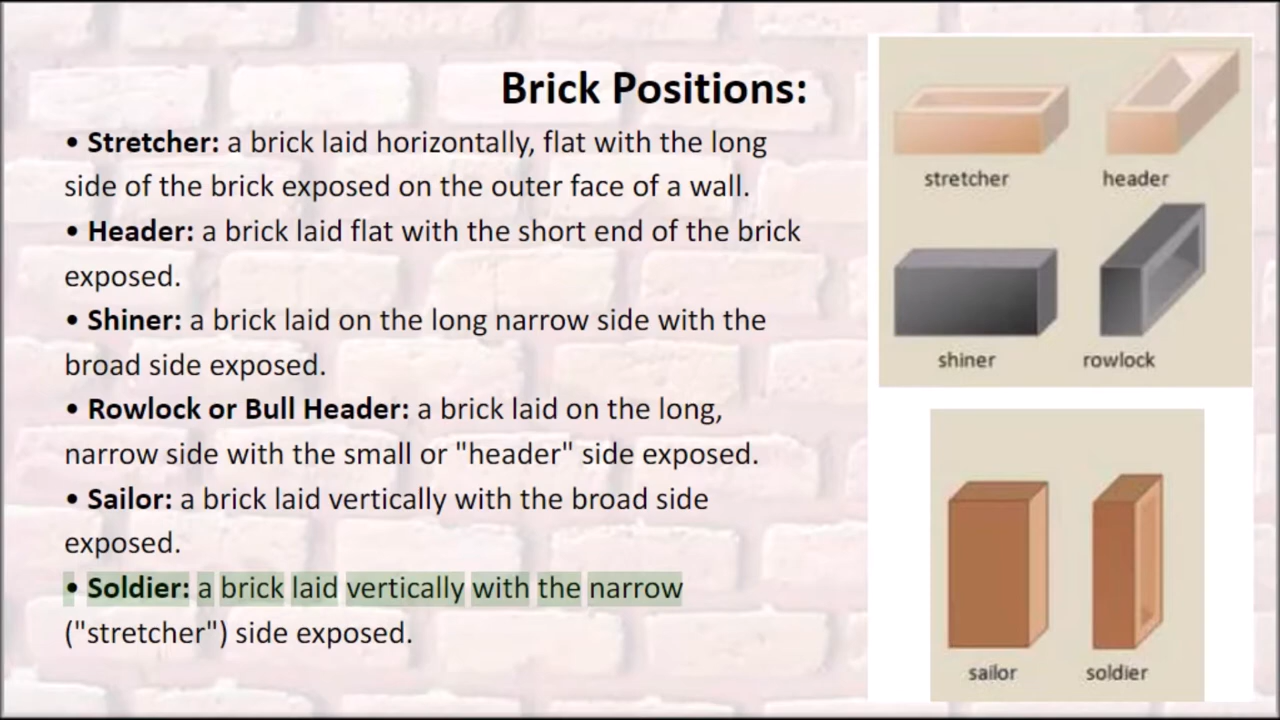 Brick Positions:
• Stretcher: a brick laid horizontally, flat with the long
side of the brick exposed on the outer face of a wall.
• Header: a brick laid flat with the short end of the brick
exposed.
• Shiner: a brick laid on the long narrow side with the
broad side exposed.
• Rowlock or Bull Header: a brick laid on the long,
narrow side with the small or "header" side exposed.
• Sailor: a brick laid vertically with the broad side
exposed.
• Soldier: a brick laid vertically with the narrow
("stretcher") side exposed.
stretcher header
shiner rowlock
sailor soldier